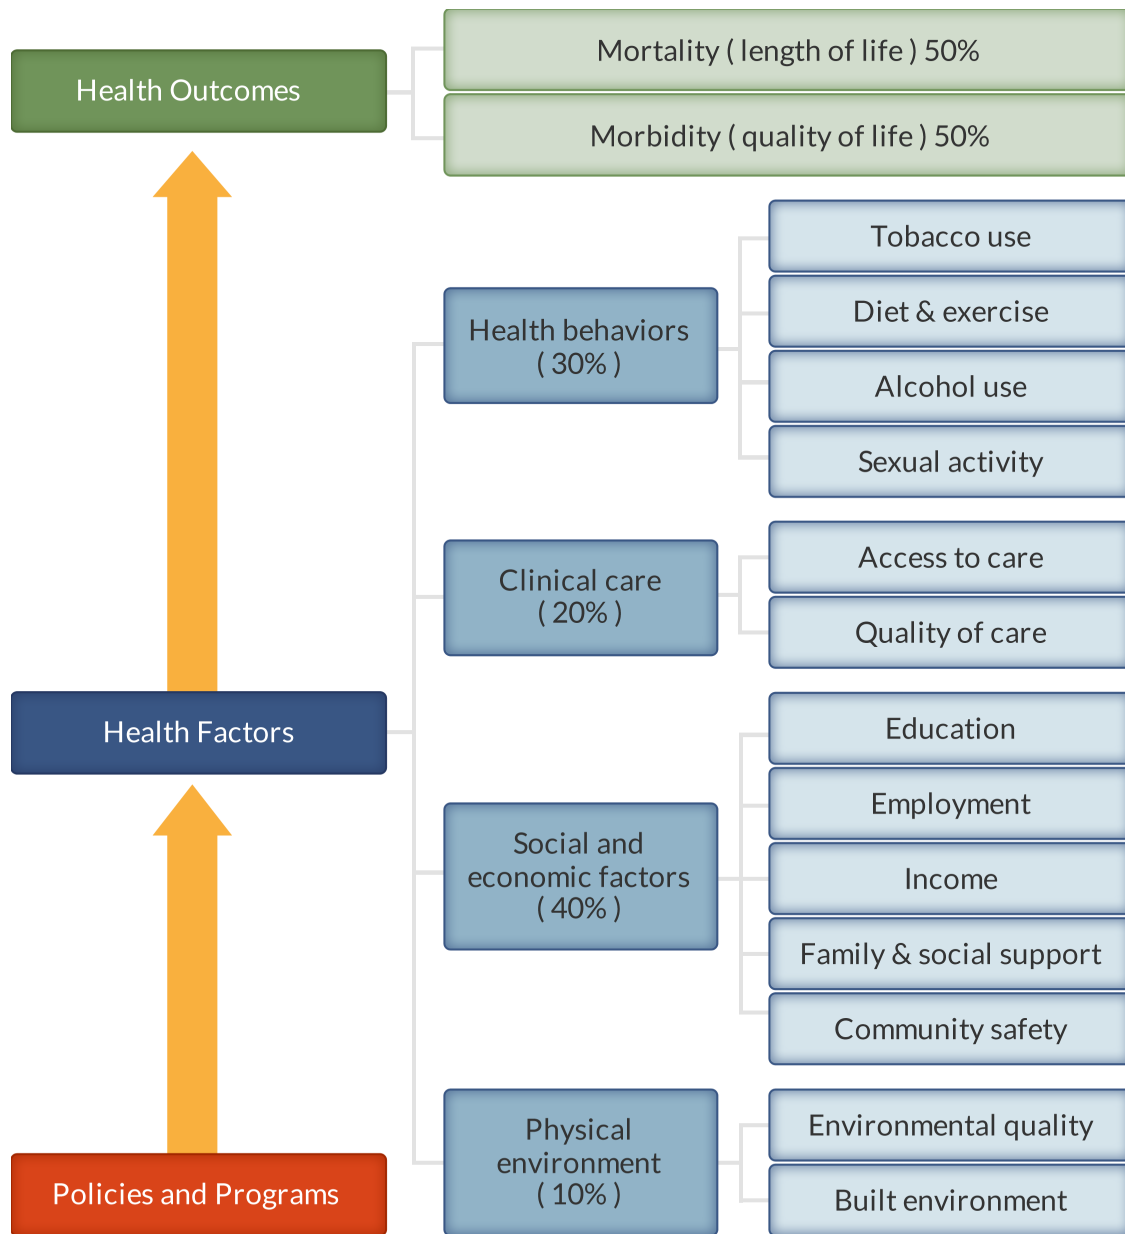 Health Outcomes
Mortality ( length of life ) 50%
Morbidity ( quality of life ) 50%
Tobacco use
Diet & exercise
Alcohol use
Sexual activity
Health behaviors
( 30% )
Clinical care
( 20% )
Access to care
Quality of care
Health Factors
Education
Employment
Income
Family & social support
Community safety
Social and
economic factors
( 40% )
Physical
environment
( 10% )
Environmental quality
Built environment
Policies and Programs